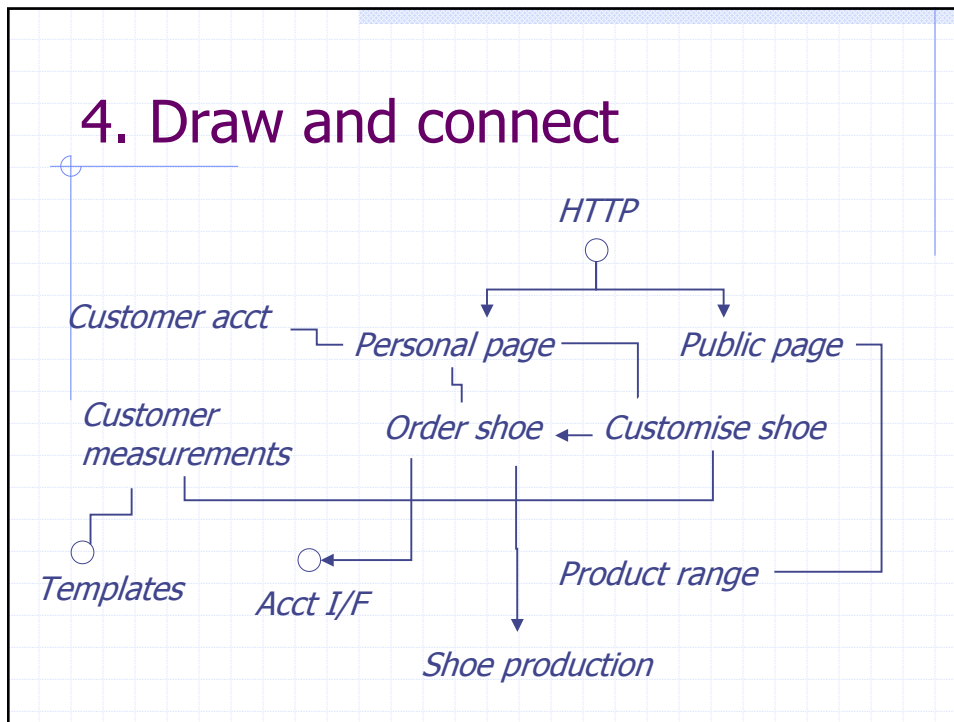 4. Draw and connect
HTTP
Customer acct
Personal page
Public page
Customer
measurements
Order shoe
Customise shoe
Templates
Acct I/F
Product range
Shoe production